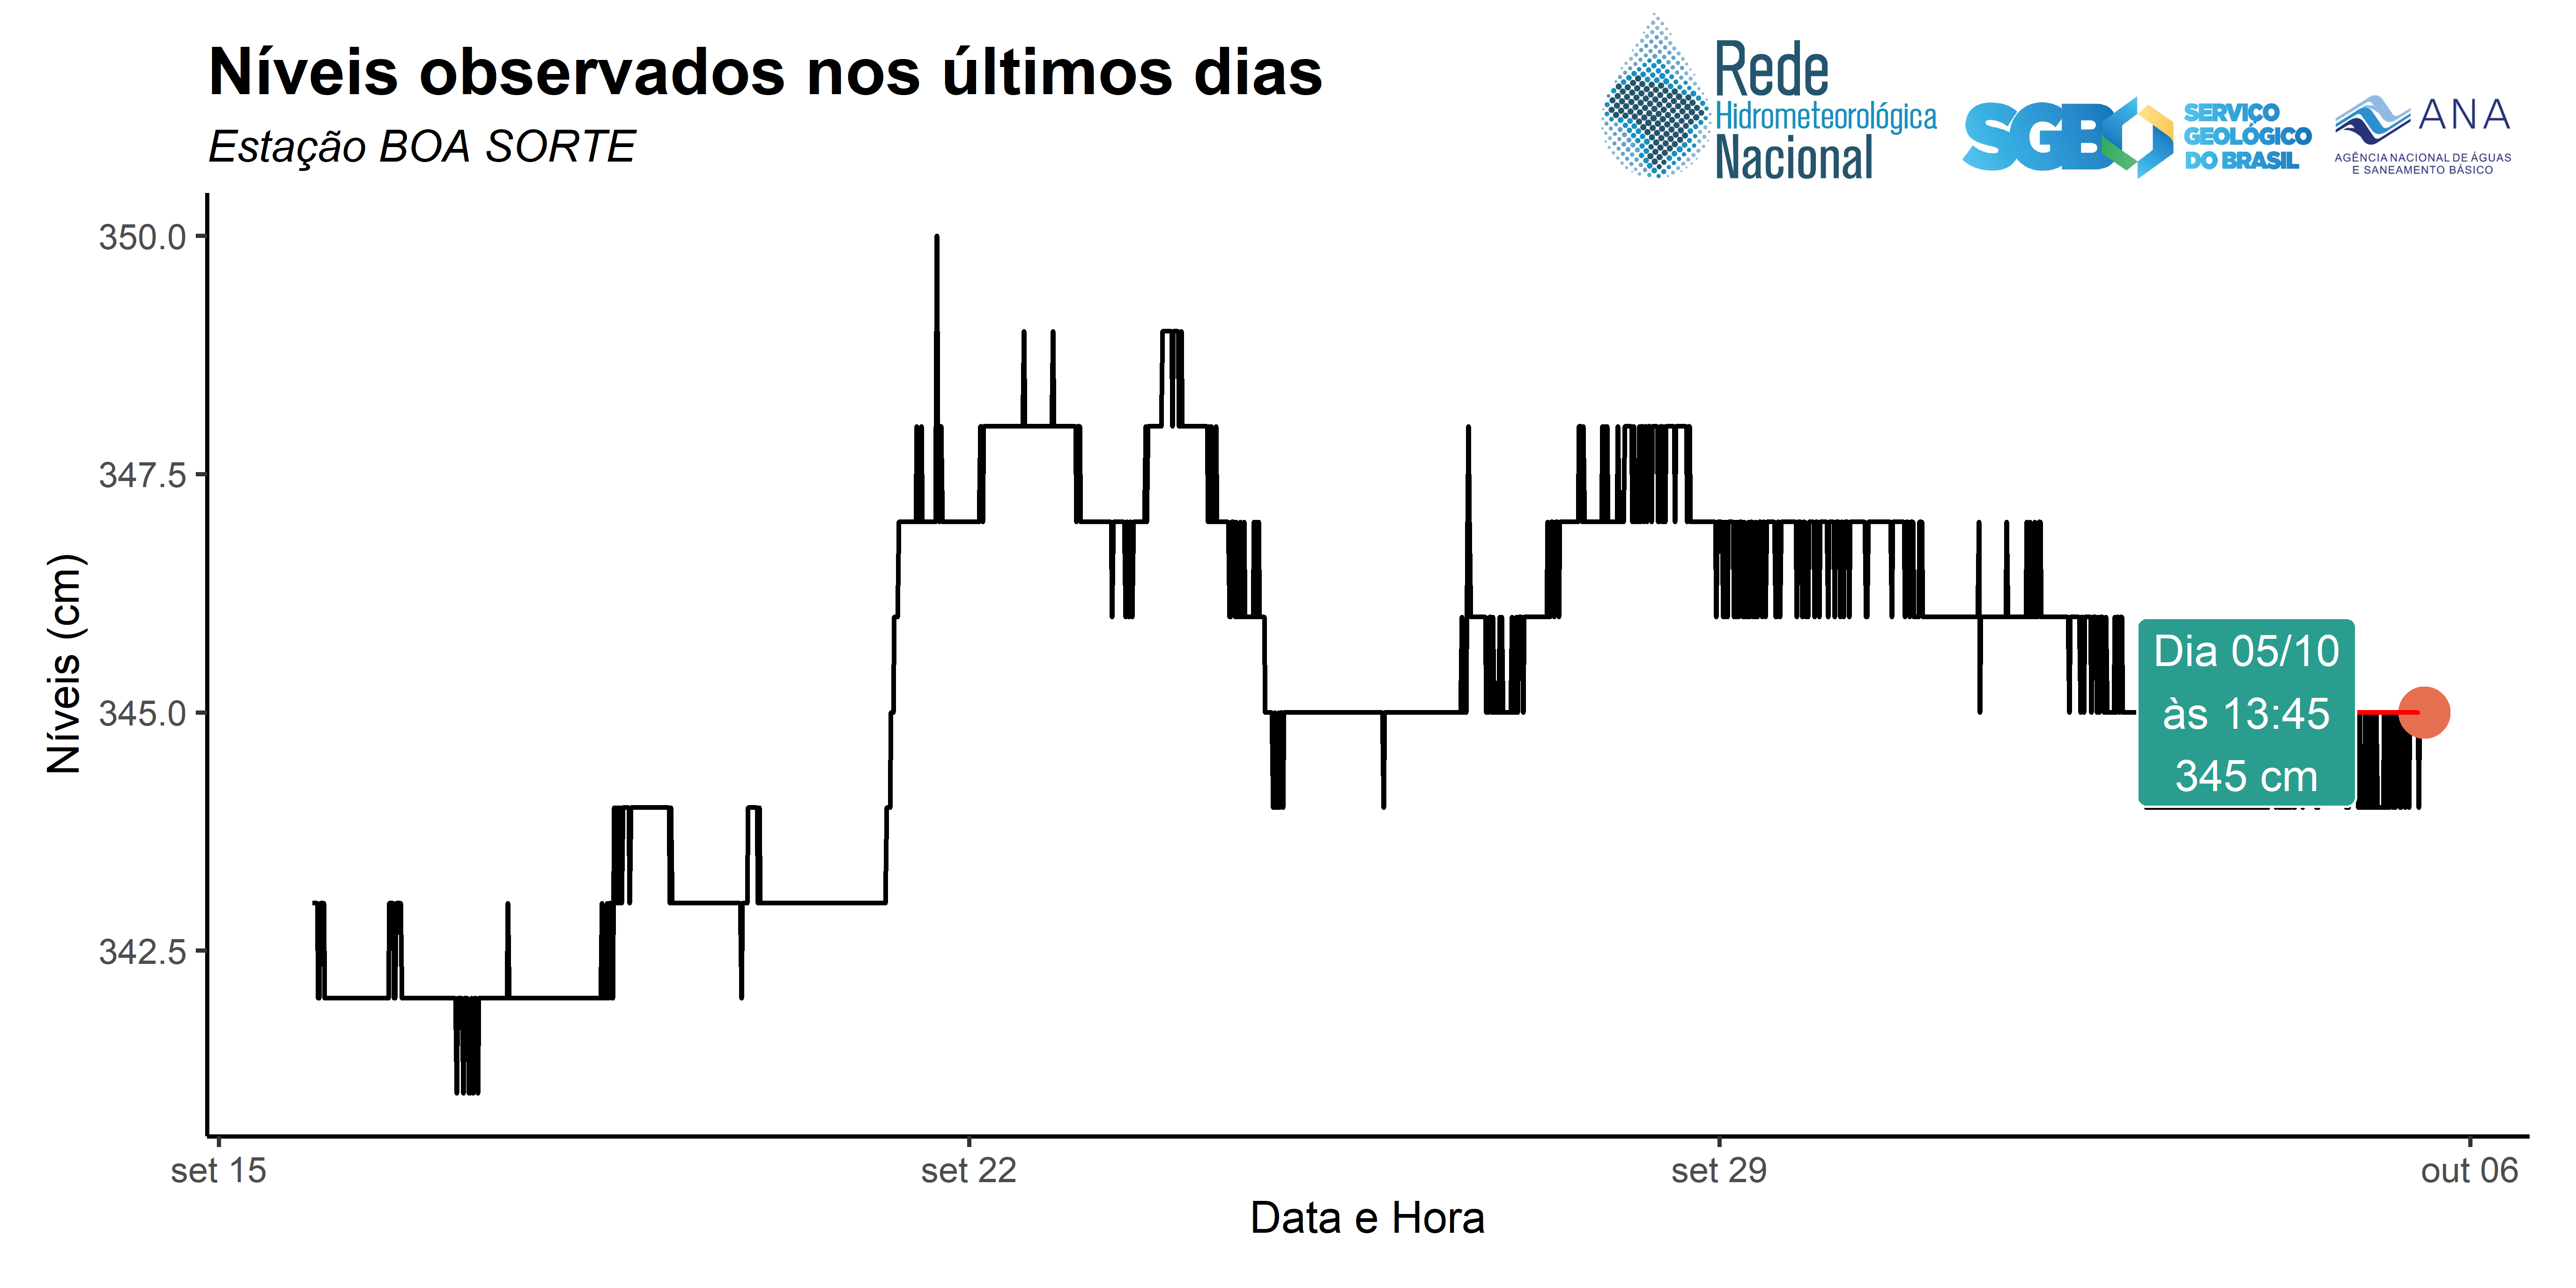 Níveis observados nos últimos dias
Estação BOA SORTE
Rede
Hidrometeorológica
Nacional
SGB
SERVIÇO
GEOLÓGICO
DO BRASIL
ANA
AGÊNCIA NACIONAL DE ÁGUAS
E SANEAMENTO BÁSICO
Níveis (cm)
350.0
347.5
345.0
342.5
Dia 05/10
às 13:45
345 cm
set 15
set 22
set 29
out 06
Data e Hora